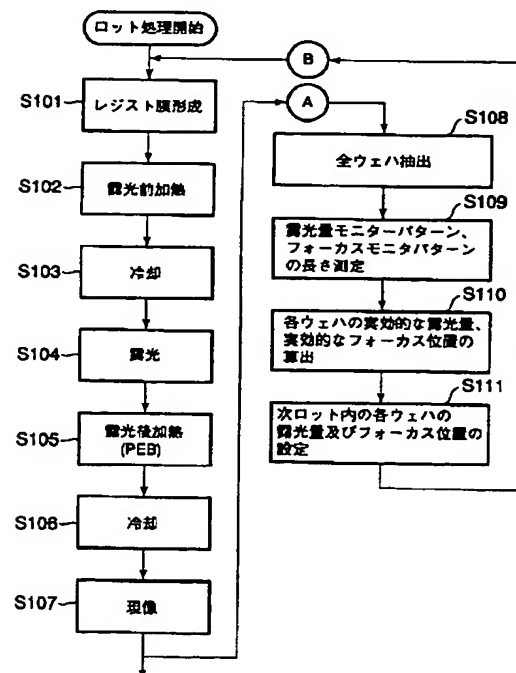 ロット処理開始
S101
レジスト膜形成
S102
露光前加熱
S103
冷却
S104
露光
S105
露光後加熱
(PEB)
S106
冷却
S107
現像
B
A
S108
全ウェハ抽出
S109
露光量モニターパターン、
フォーカスモニタパターン
の長さ測定
S110
各ウェハの実効的な露光量、
実効的なフォーカス位置の
算出
S111
次ロット内の各ウェハの
露光量及びフォーカス位置の
設定